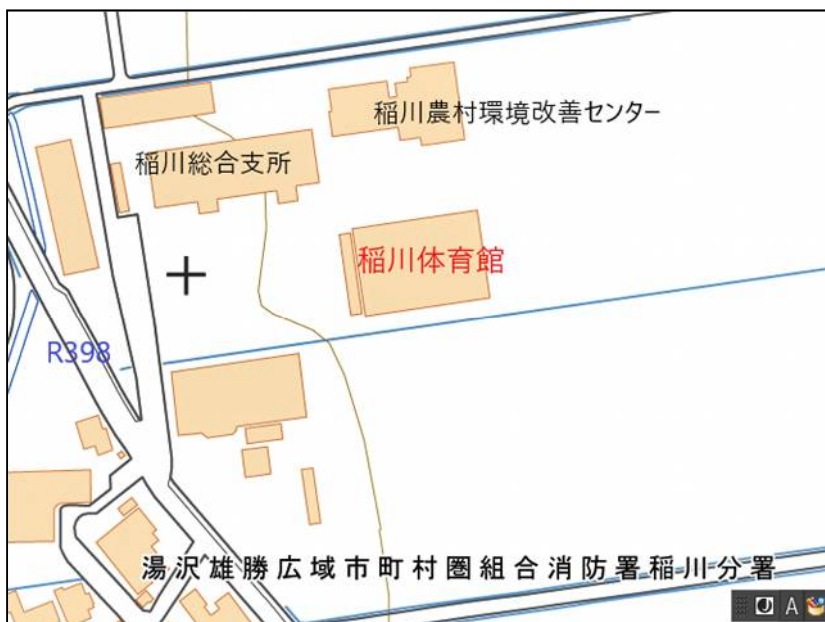 稲川農村環境改善センター
稲川総合支所
稲川体育館
R398
湯沢雄勝広域市町村圏組合消防署稲川分署
A